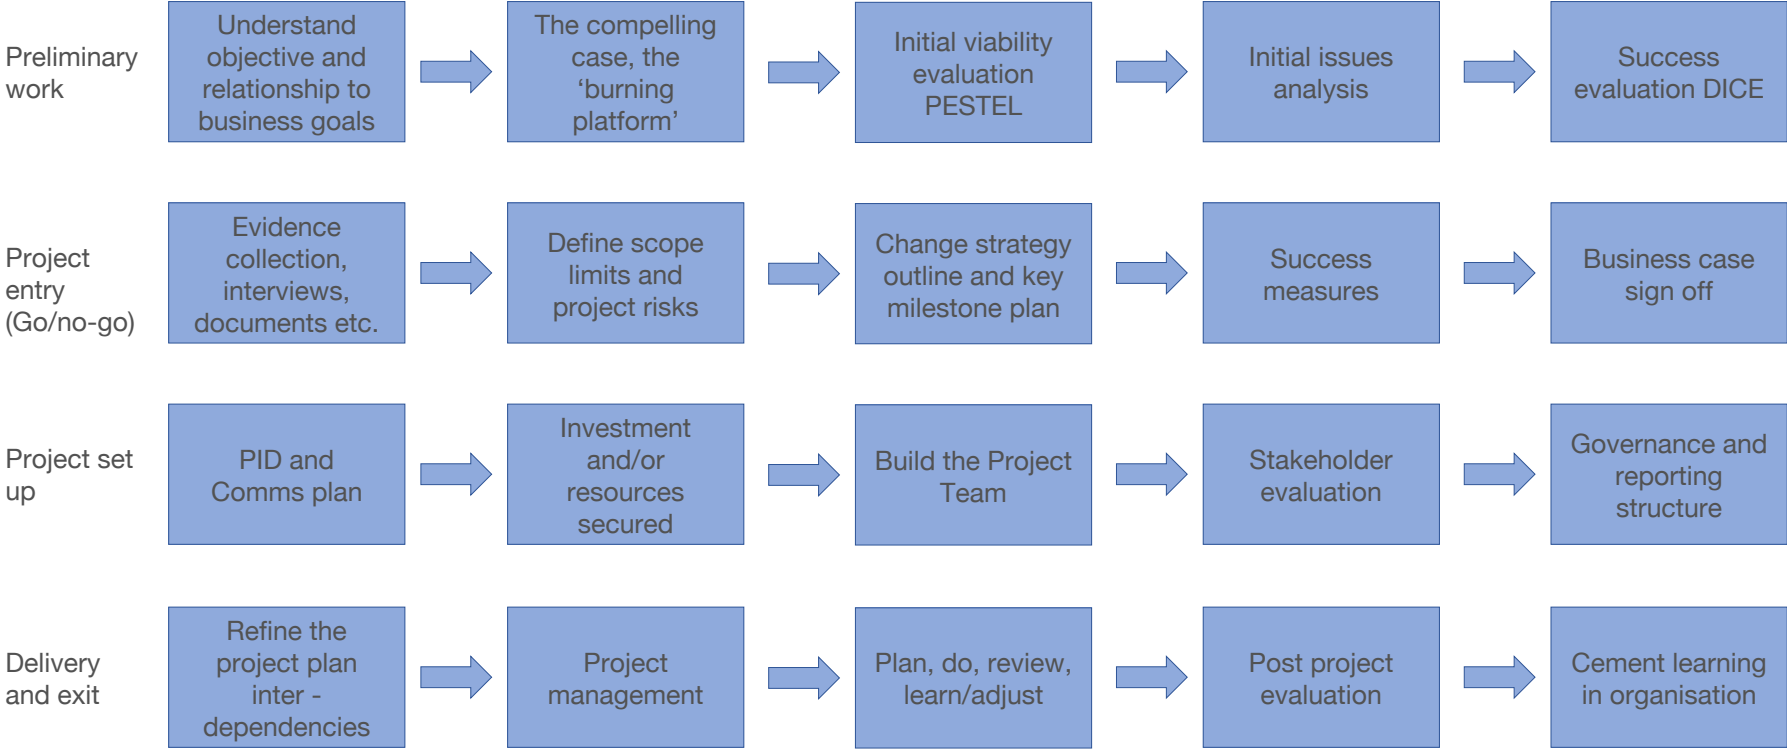 Preliminary
work
Understand
objective and
relationship to
business goals
The compelling
case, the
‘burning
platform’
Initial viability
evaluation
PESTEL
Initial issues
analysis
Success
evaluation DICE
Project
entry
(Go/no-go)
Evidence
collection,
interviews,
documents etc.
Define scope
limits and
project risks
Change strategy
outline and key
milestone plan
Success
measures
Business case
sign off
Project set
up
PID and
Comms plan
Investment
and/or
resources
secured
Build the Project
Team
Stakeholder
evaluation
Governance and
reporting
structure
Delivery
and exit
Refine the
project plan
inter -
dependencies
Project
management
Plan, do, review,
learn/adjust
Post project
evaluation
Cement learning
in organisation